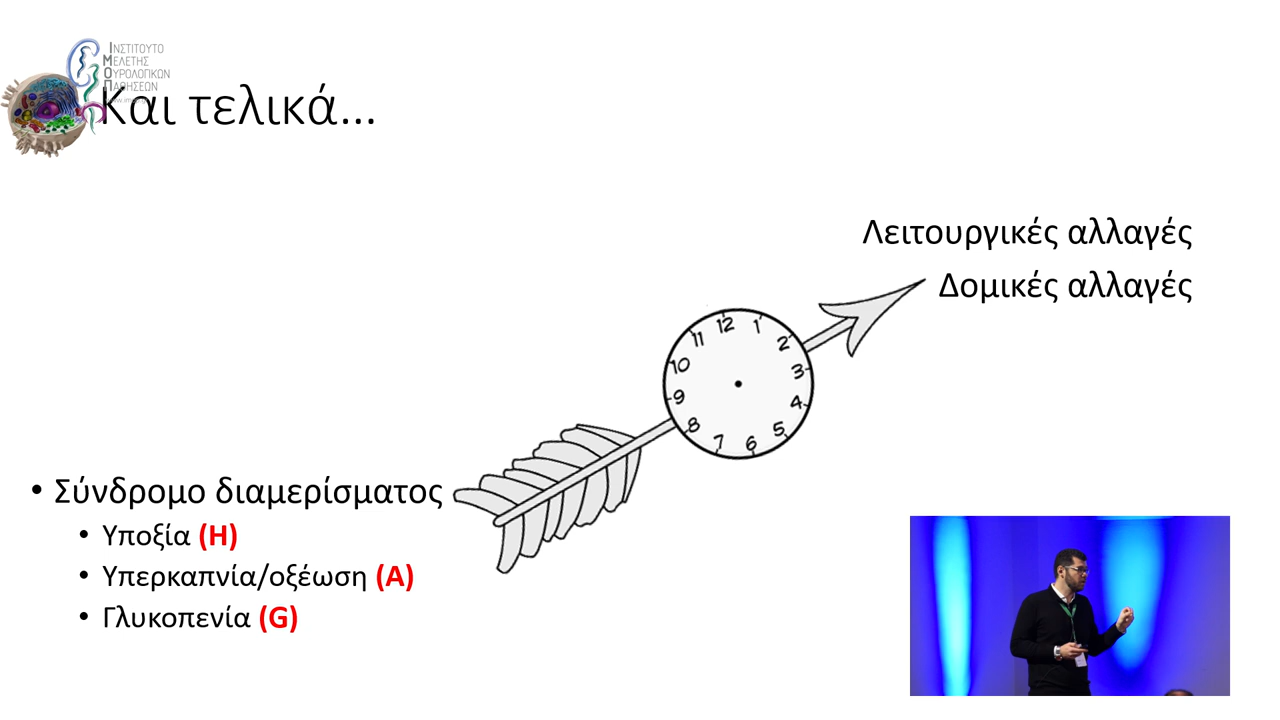 ΙΝΣΤΙΤΟΥΤΟ
ΜΕΛΕΤΗΣ
ΟΥΡΟΛΟΓΙΚΩΝ
ΠΑΘΗΣΕΩΝ
Και τελικά...
Λειτουργικές αλλαγές
Δομικές αλλαγές
12
1
2
3
4
5
6
7
8
9
10
11
• Σύνδρομο διαμερίσματος
• Υποξία (H)
• Υπερκαπνία/οξέωση (A)
• Γλυκοπενία (G)